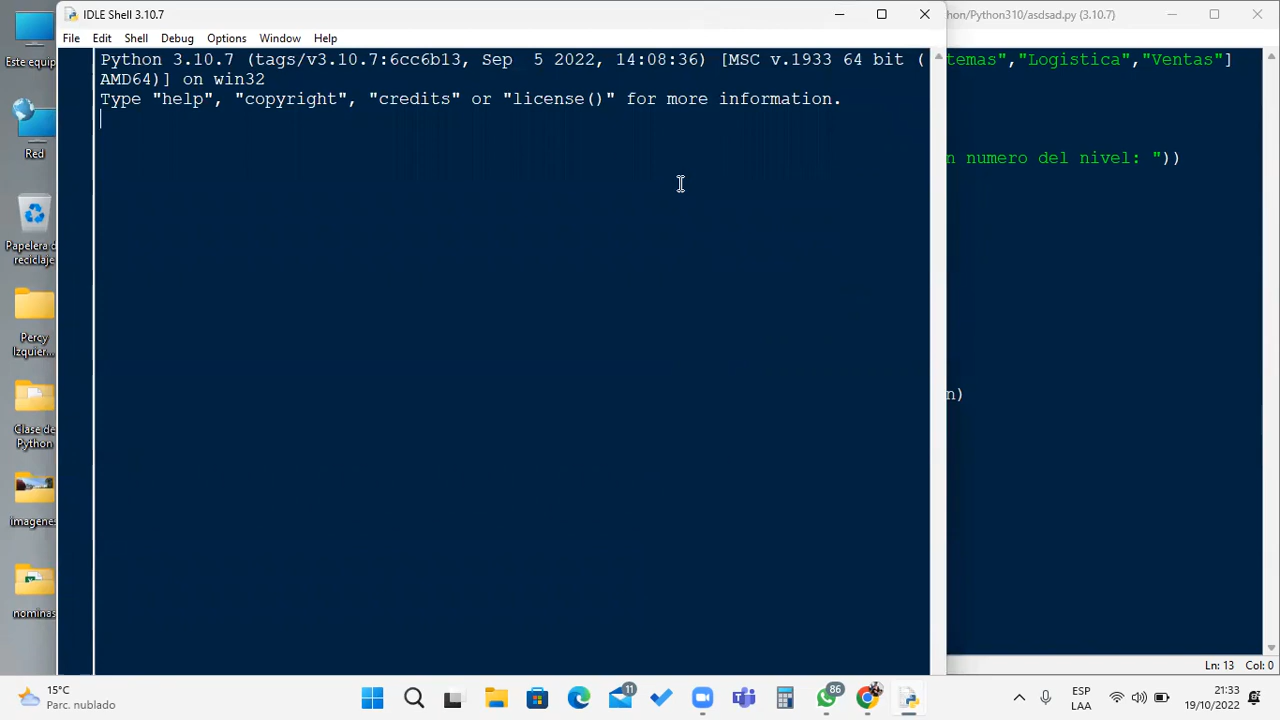 IDLE Shell 3.10.7
hon/Python310/asdsad.py (3.10.7)
File Edit Shell Debug Options Window Help
Python 3.10.7 (tags/v3.10.7:6cc6b13, Sep  5 2022, 14:08:36) [MSC v.1933 64 bit (
AMD64)] on win32
Type "help", "copyright", "credits" or "license()" for more information.
temas","Logistica","Ventas"]
n numero del nivel: "))
n)
Este equip
Red
Papelera d
reciclaje
Percy
Izquier...
Clase de
Python
imagene
nominas
Ln: 13 Col: 0
15°C
Parc. nublado
11
86
ESP
LAA
21:33
19/10/2022